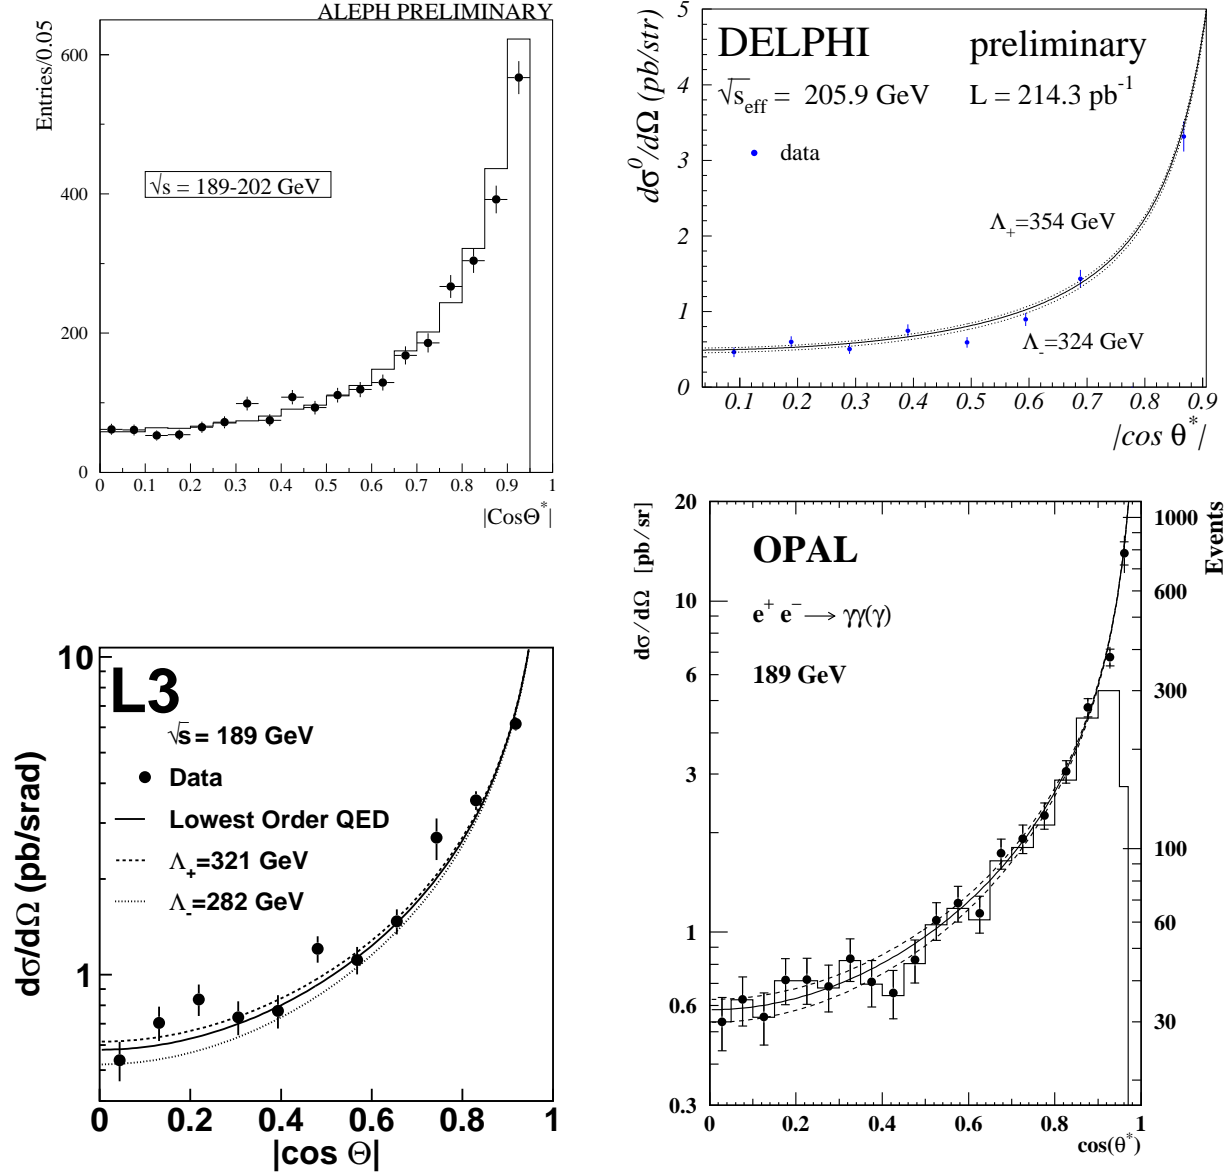 ALEPH PRELIMINARY
Entries/0.05
600
400
200
0
√s = 189-202 GeV
0 0.1 0.2 0.3 0.4 0.5 0.6 0.7 0.8 0.9 1
|CosΘ*|
dσ⁰/dΩ (pb/str)
5
4
3
2
1
0
DELPHI preliminary
√s eff = 205.9 GeV L = 214.3 pb-1
data
Λ+=354 GeV
Λ-=324 GeV
0.1 0.2 0.3 0.4 0.5 0.6 0.7 0.8 0.9
|cos θ*|
dσ/dΩ (pb/srad)
10
1
L3
√s = 189 GeV
Data
Lowest Order QED
Λ+=321 GeV
Λ-=282 GeV
0 0.2 0.4 0.6 0.8 1
|cos Θ|
dσ/dΩ [pb/sr]
20
10
6
3
1
0.6
0.3
OPAL
e+ e- → γγ(γ)
189 GeV
Events
1000
600
300
100
60
30
0 0.2 0.4 0.6 0.8 1
cos(θ*)